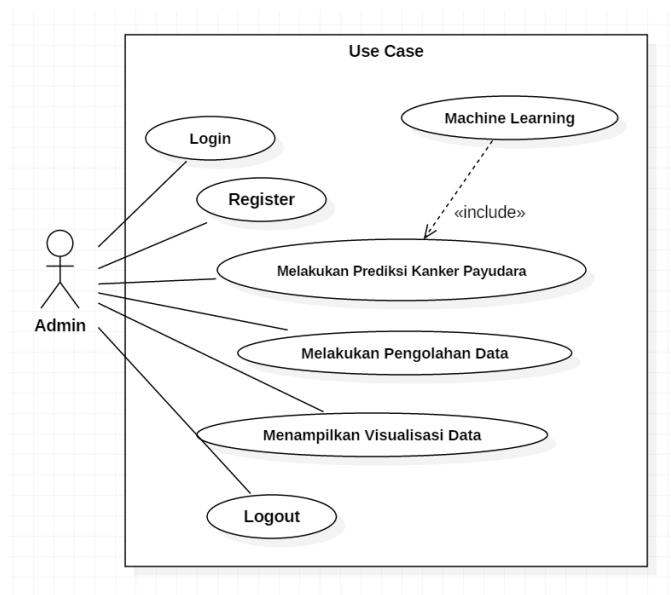 Use Case
Machine Learning
Login
Register
«include»
Melakukan Prediksi Kanker Payudara
Admin
Melakukan Pengolahan Data
Menampilkan Visualisasi Data
Logout